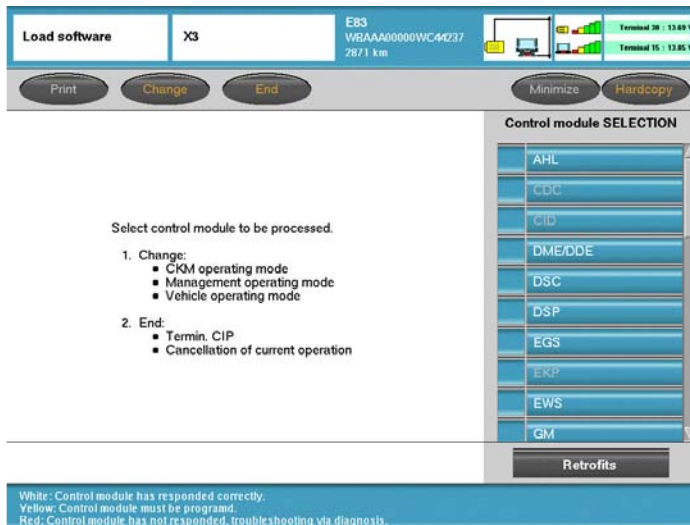 Load software
X3
E83
WBAAA00000WC44237
2871 km
Terminal 30 : 13.69 V
Terminal 15 : 13.85 V
Print
Change
End
Minimize
Hardcopy
Control module SELECTION
AHL
CDC
CID
DME/DDE
DSC
DSP
EGS
EKP
EWS
GM
Select control module to be processed.
1. Change:
■ CKM operating mode
■ Management operating mode
■ Vehicle operating mode
2. End:
■ Termin. CIP
■ Cancellation of current operation
Retrofits
White: Control module has responded correctly.
Yellow: Control module must be programd.
Red: Control module has not responded, troubleshooting via diagnosis.